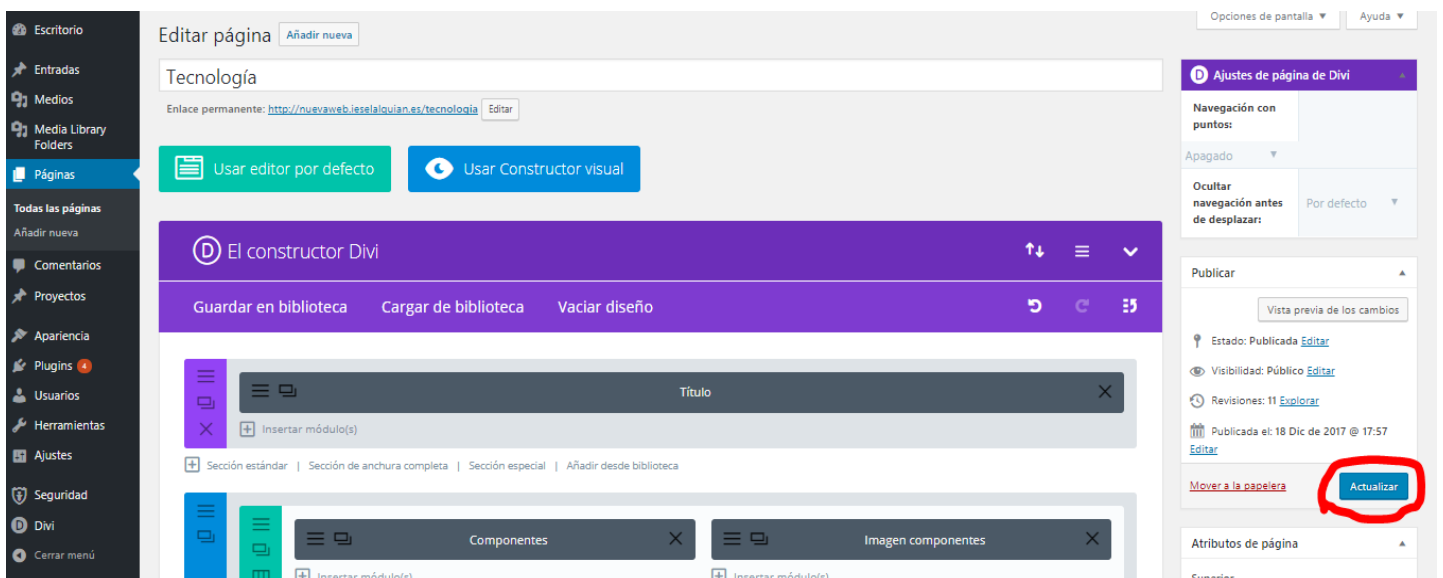 Opciones de pantalla
Ayuda
Escritorio
Entradas
Medios
Media Library
Folders
Páginas
Todas las páginas
Añadir nueva
Comentarios
Proyectos
Apariencia
Plugins 4
Usuarios
Herramientas
Ajustes
Seguridad
Divi
Cerrar menú
Editar página Añadir nueva
Tecnología
Enlace permanente: http://nuevaweb.ieselalquian.es/tecnologia Editar
Usar editor por defecto
Usar Constructor visual
D El constructor Divi
Guardar en biblioteca Cargar de biblioteca Vaciar diseño
Título
Insertar módulo(s)
Sección estándar | Sección de anchura completa | Sección especial | Añadir desde biblioteca
Componentes
Imagen componentes
Insertar módulo(s)
Insertar módulo(s)
D Ajustes de página de Divi
Navegación con
puntos:
Apagado
Ocultar
navegación antes
de desplazar:
Por defecto
Publicar
Vista previa de los cambios
Estado: Publicada Editar
Visibilidad: Público Editar
Revisiones: 11 Explorar
Publicada el: 18 Dic de 2017 @ 17:57
Editar
Mover a la papelera
Actualizar
Atributos de página
Superior